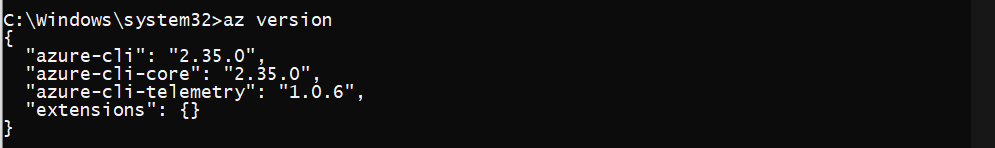 C:\Windows\system32>az version
{
  "azure-cli": "2.35.0",
  "azure-cli-core": "2.35.0",
  "azure-cli-telemetry": "1.0.6",
  "extensions": {}
}